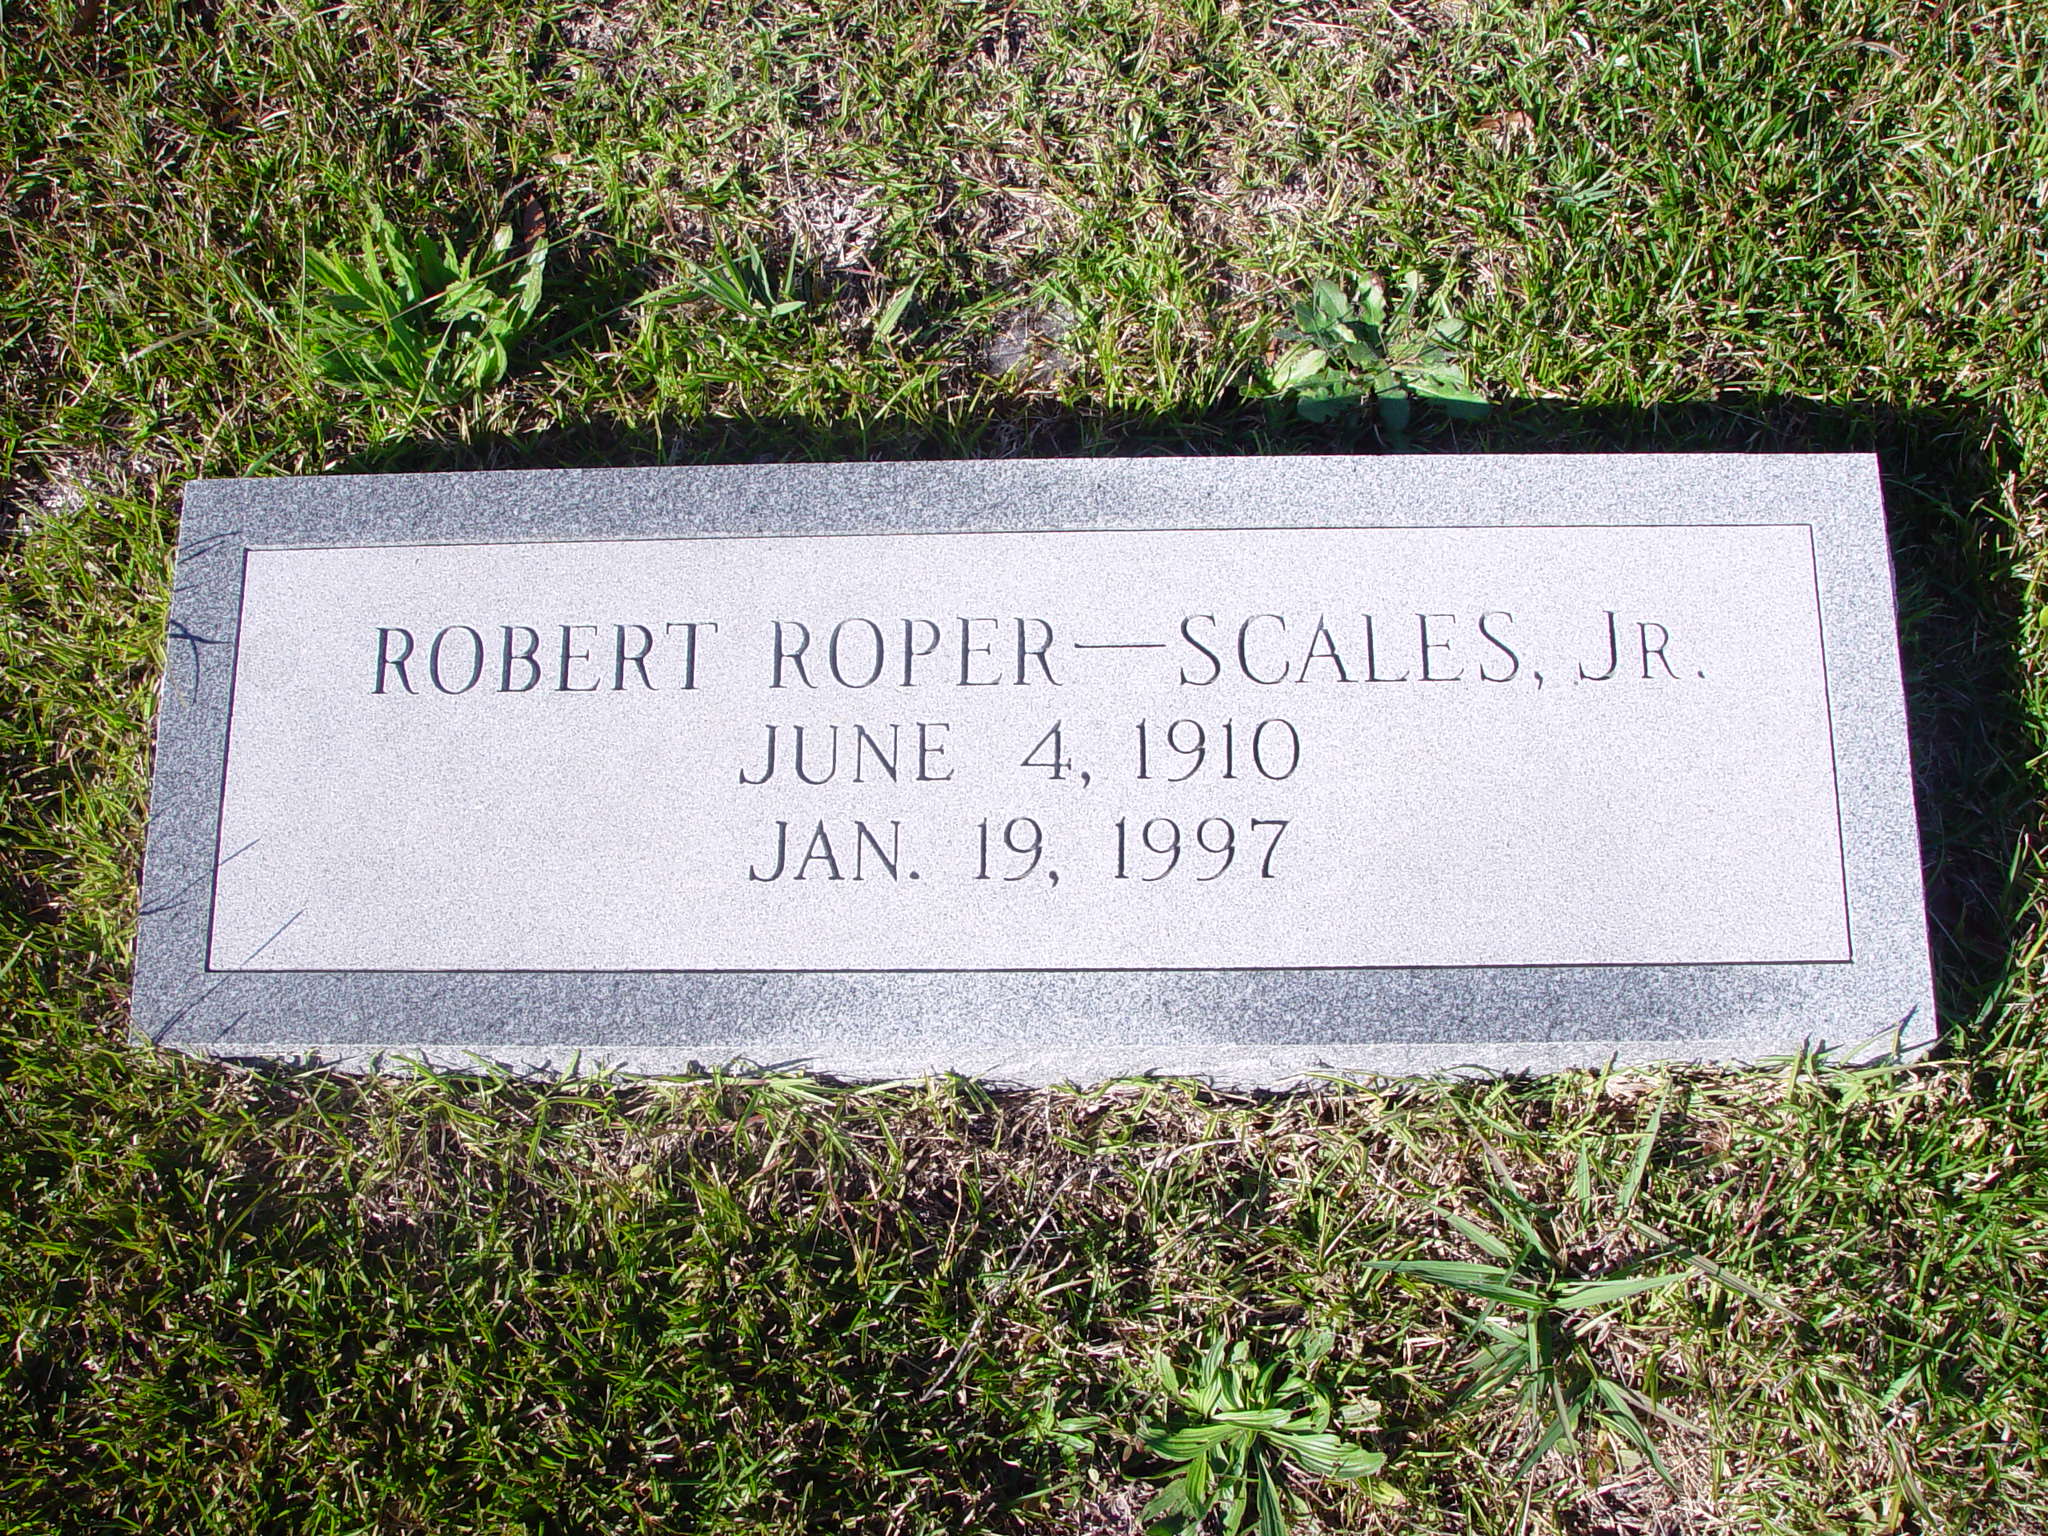 ROBERT ROPER—SCALES, JR.
JUNE 4, 1910
JAN. 19, 1997